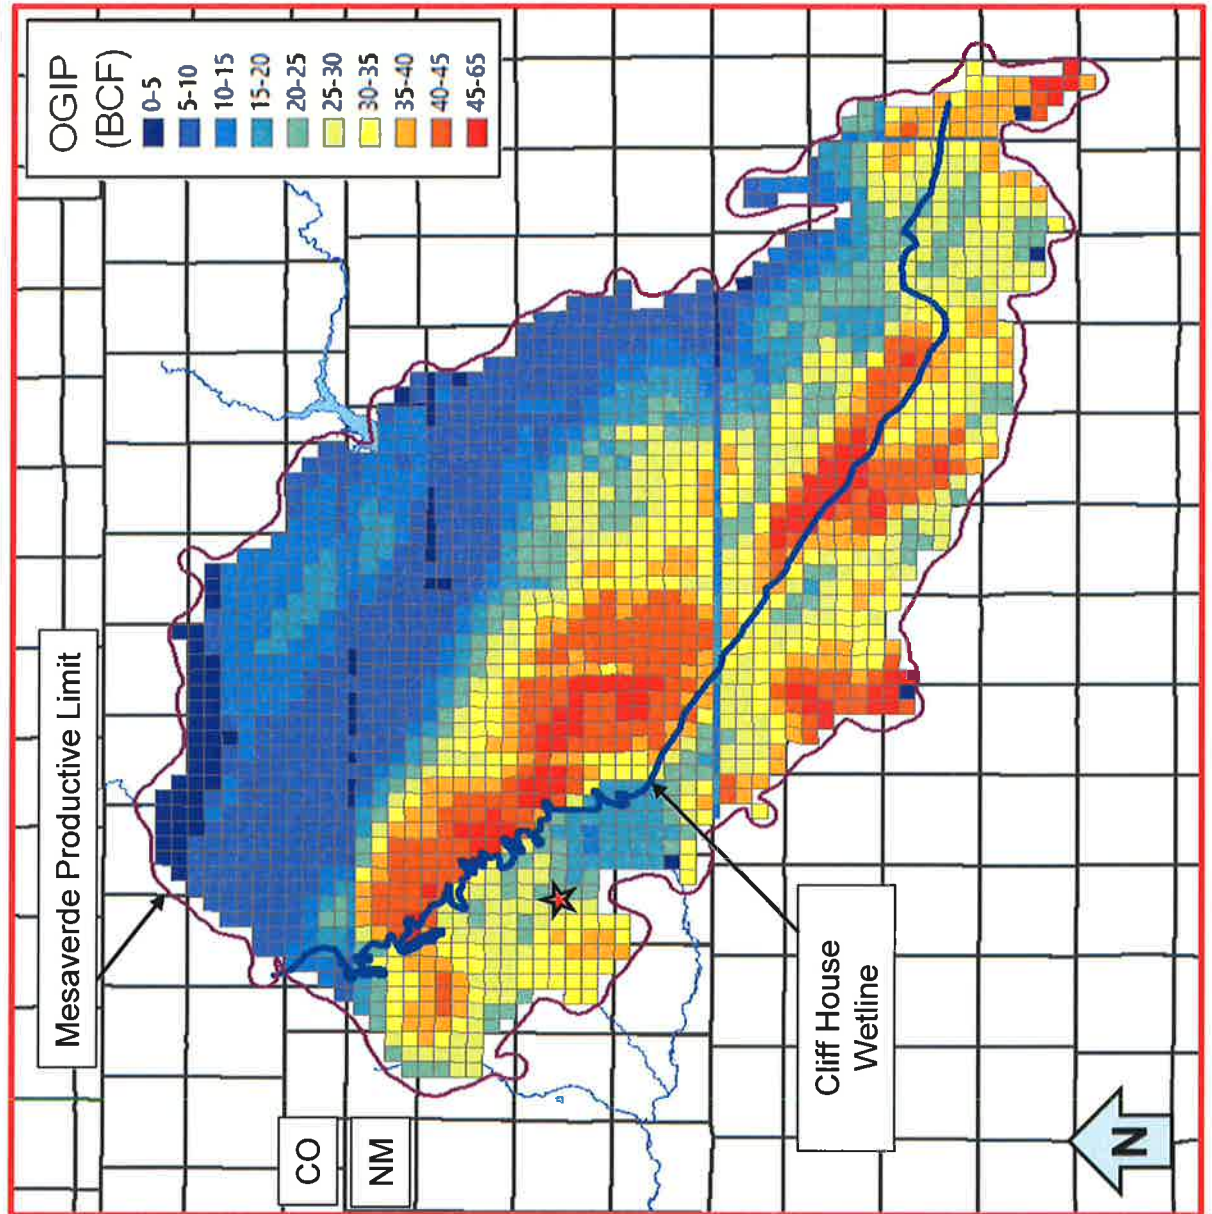 OGIP
(BCF)
0-5
5-10
10-15
15-20
20-25
25-30
30-35
35-40
40-45
45-65
Mesaverde Productive Limit
CO
NM
Cliff House
Wetline
N